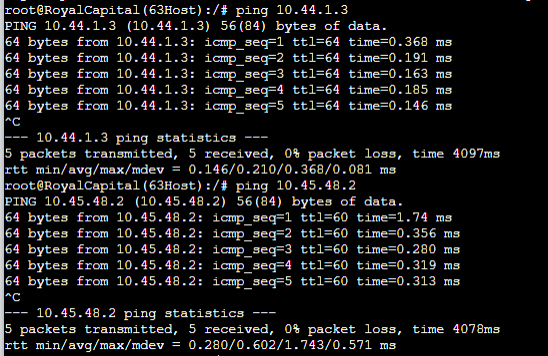 root@RoyalCapital(63Host):/# ping 10.44.1.3
PING 10.44.1.3 (10.44.1.3) 56(84) bytes of data.
64 bytes from 10.44.1.3: icmp_seq=1 ttl=64 time=0.368 ms
64 bytes from 10.44.1.3: icmp_seq=2 ttl=64 time=0.191 ms
64 bytes from 10.44.1.3: icmp_seq=3 ttl=64 time=0.163 ms
64 bytes from 10.44.1.3: icmp_seq=4 ttl=64 time=0.185 ms
64 bytes from 10.44.1.3: icmp_seq=5 ttl=64 time=0.146 ms
^C
--- 10.44.1.3 ping statistics ---
5 packets transmitted, 5 received, 0% packet loss, time 4097ms
rtt min/avg/max/mdev = 0.146/0.210/0.368/0.081 ms
root@RoyalCapital(63Host):/# ping 10.45.48.2
PING 10.45.48.2 (10.45.48.2) 56(84) bytes of data.
64 bytes from 10.45.48.2: icmp_seq=1 ttl=60 time=1.74 ms
64 bytes from 10.45.48.2: icmp_seq=2 ttl=60 time=0.356 ms
64 bytes from 10.45.48.2: icmp_seq=3 ttl=60 time=0.280 ms
64 bytes from 10.45.48.2: icmp_seq=4 ttl=60 time=0.319 ms
64 bytes from 10.45.48.2: icmp_seq=5 ttl=60 time=0.313 ms
^C
--- 10.45.48.2 ping statistics ---
5 packets transmitted, 5 received, 0% packet loss, time 4078ms
rtt min/avg/max/mdev = 0.280/0.602/1.743/0.571 ms